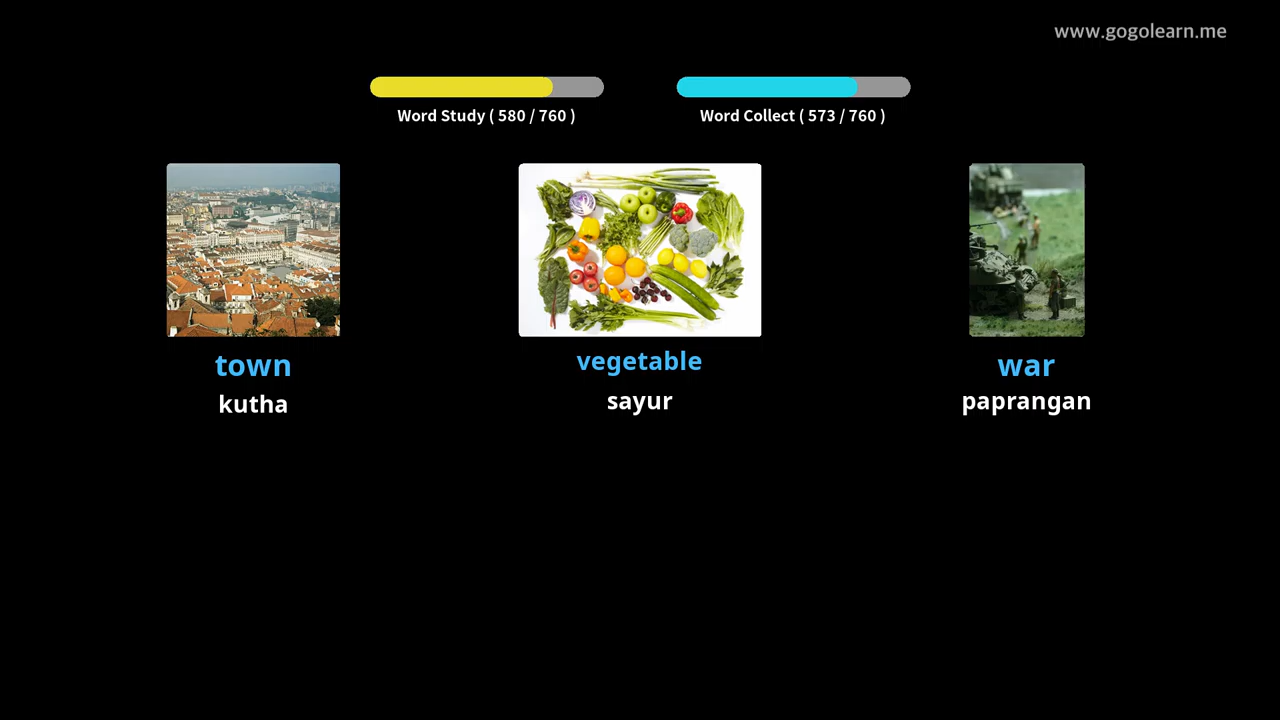 www.gogolearn.me
Word Study ( 580 / 760 )
Word Collect ( 573 / 760 )
town
kutha
vegetable
sayur
war
paprangan